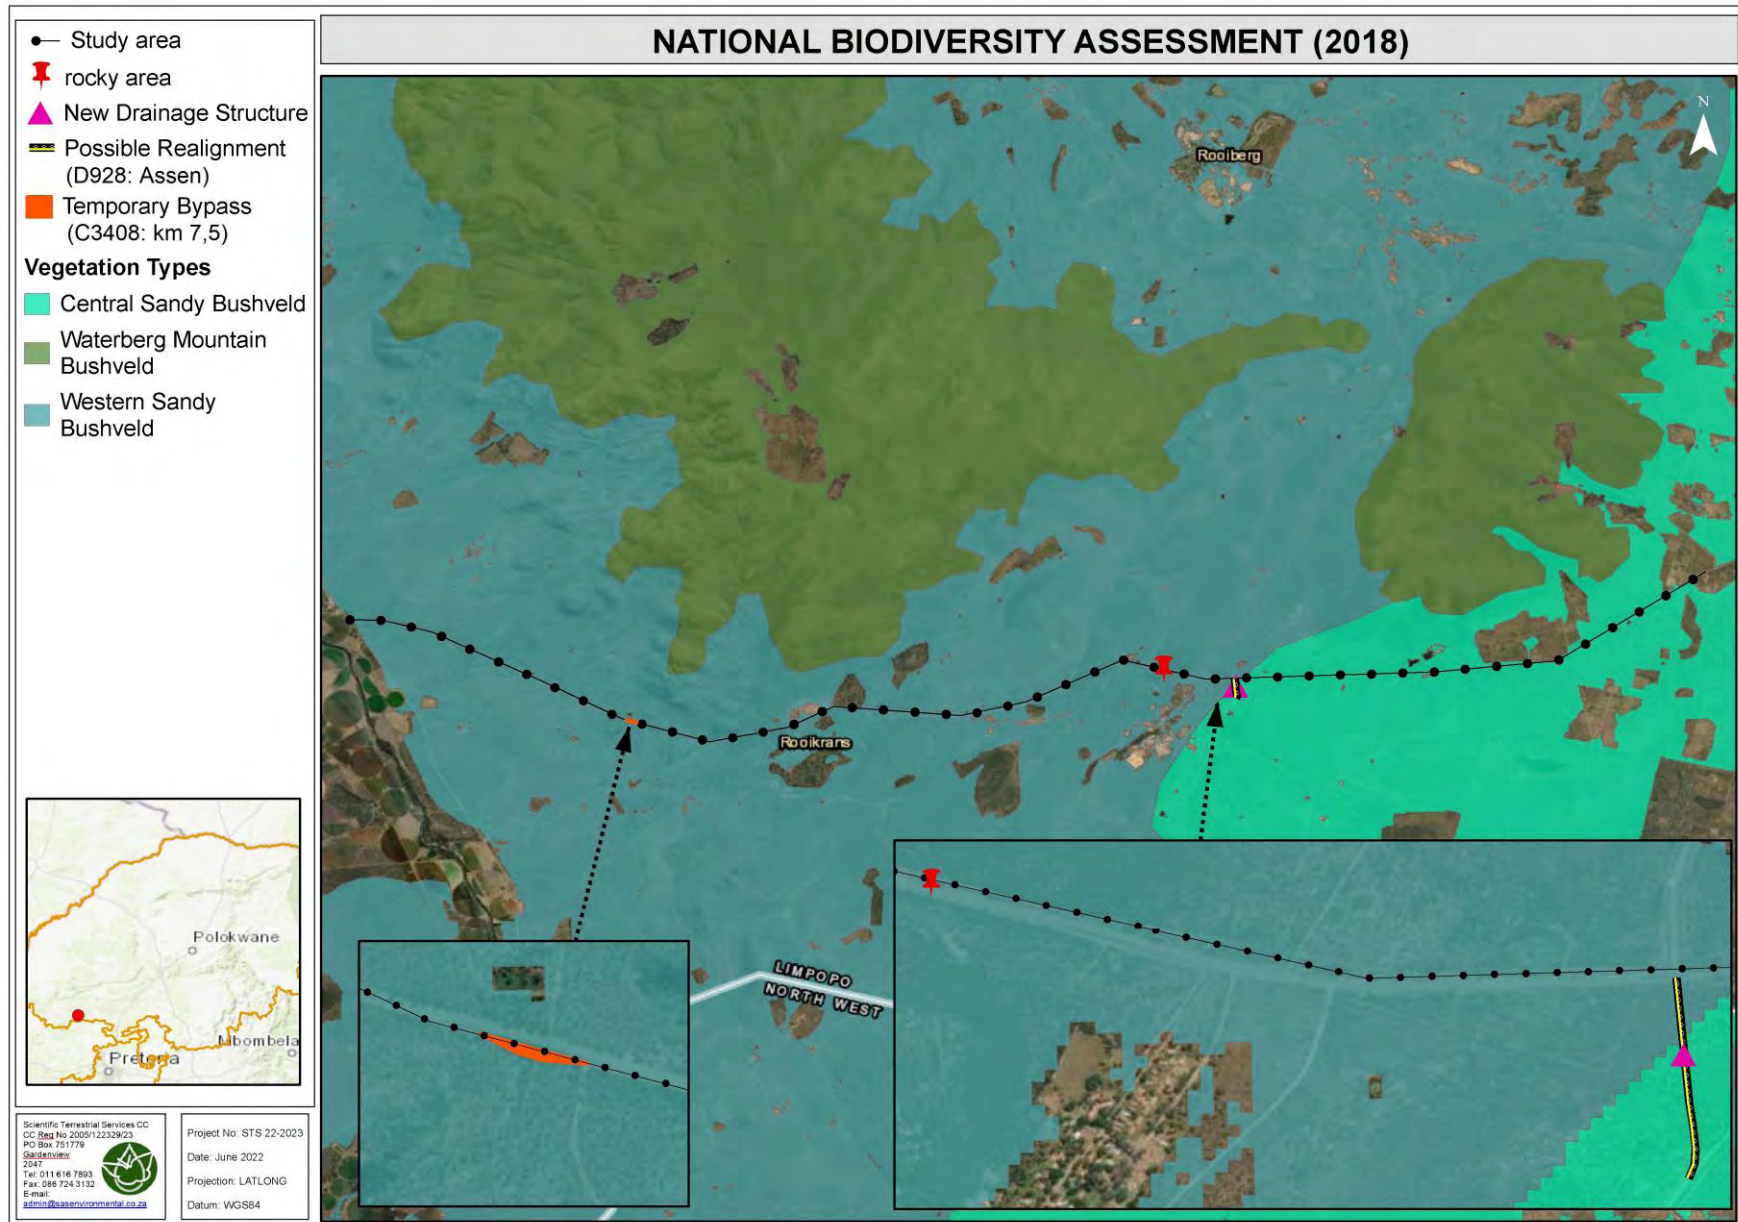 NATIONAL BIODIVERSITY ASSESSMENT (2018)
Study area
rocky area
New Drainage Structure
Possible Realignment
(D928: Assen)
Temporary Bypass
(C3408: km 7,5)
Vegetation Types
Central Sandy Bushveld
Waterberg Mountain
Bushveld
Western Sandy
Bushveld
N
Rooiberg
Rooikrans
LIMPOPO
NORTH WEST
Polokwane
Mbombela
Pretoria
Scientific Terrestrial Services CC
CC Reg No 2005/122329/23
PO Box 751779
Gardenview
2047
Tel: 011 616 7893
Fax: 086 724 3132
E-mail:
admin@sasenvironmental.co.za
Project No: STS 22-2023
Date: June 2022
Projection: LATLONG
Datum: WGS84